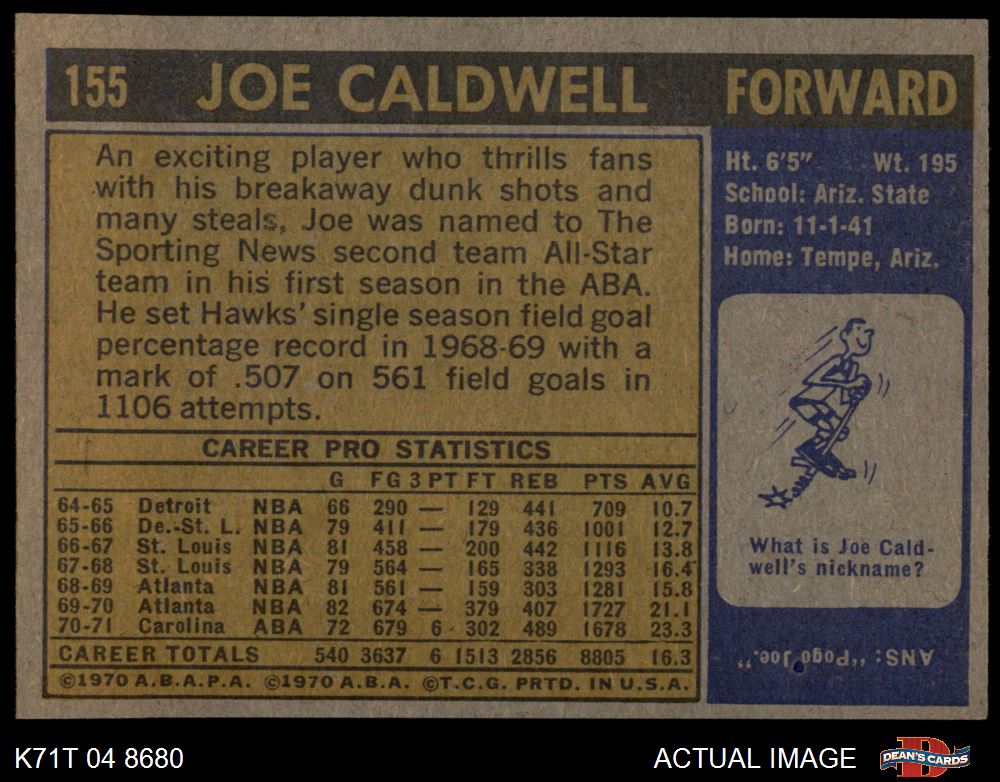 155 JOE CALDWELL FORWARD
An exciting player who thrills fans
with his breakaway dunk shots and
many steals, Joe was named to The
Sporting News second team All-Star
team in his first season in the ABA.
He set Hawks' single season field goal
percentage record in 1968-69 with a
mark of .507 on 561 field goals in
1106 attempts.
Ht. 6'5" Wt. 195
School: Ariz. State
Born: 11-1-41
Home: Tempe, Ariz.
What is Joe Cald-
well's nickname?
ANS: "Pogo Joe."
CAREER PRO STATISTICS
G FG 3 PT FT REB PTS AVG
64-65 Detroit NBA 66 290 — 129 441 709 10.7
65-66 De.-St. L. NBA 79 411 — 179 436 1001 12.7
66-67 St. Louis NBA 81 458 — 200 442 1116 13.8
67-68 St. Louis NBA 79 564 — 165 338 1293 16.4
68-69 Atlanta NBA 81 561 — 159 303 1281 15.8
69-70 Atlanta NBA 82 674 — 379 407 1727 21.1
70-71 Carolina ABA 72 679 6 302 489 1678 23.3
CAREER TOTALS 540 3637 6 1513 2856 8805 16.3
©1970 A.B.A.P.A. ©1970 A.B.A. ©T.C.G. PRTD. IN U.S.A.
K71T 04 8680 ACTUAL IMAGE DEAN'S CARDS